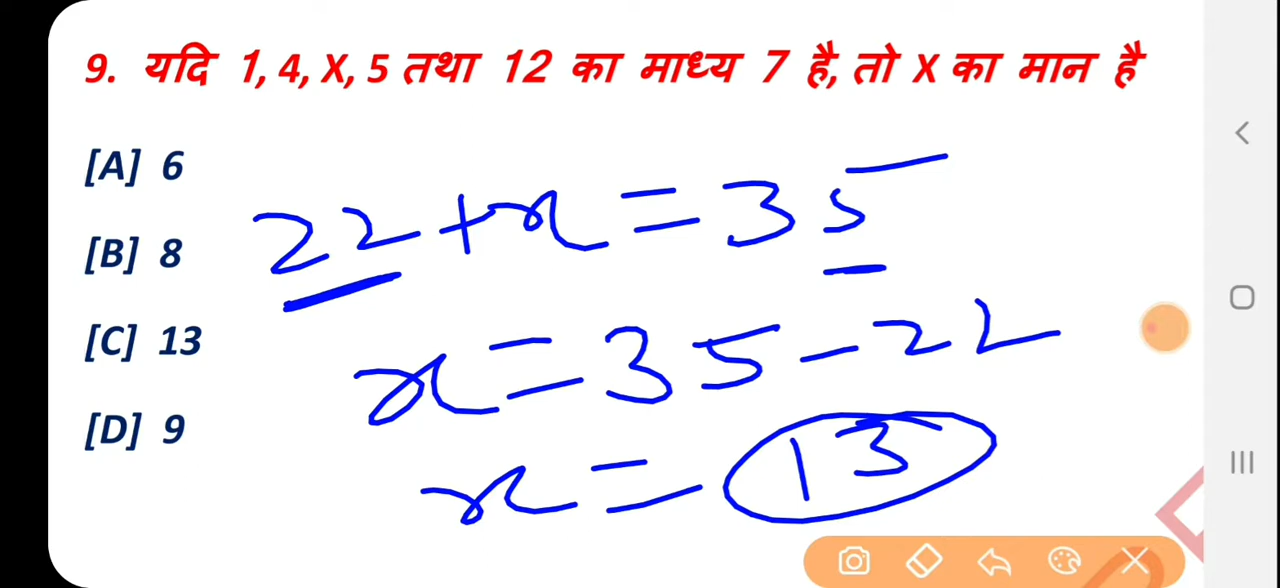 9. यदि 1, 4, X, 5 तथा 12 का माध्य 7 है, तो X का मान है
[A] 6
22 + x = 35
[B] 8
[C] 13
x = 35 - 22
[D] 9
x = 13